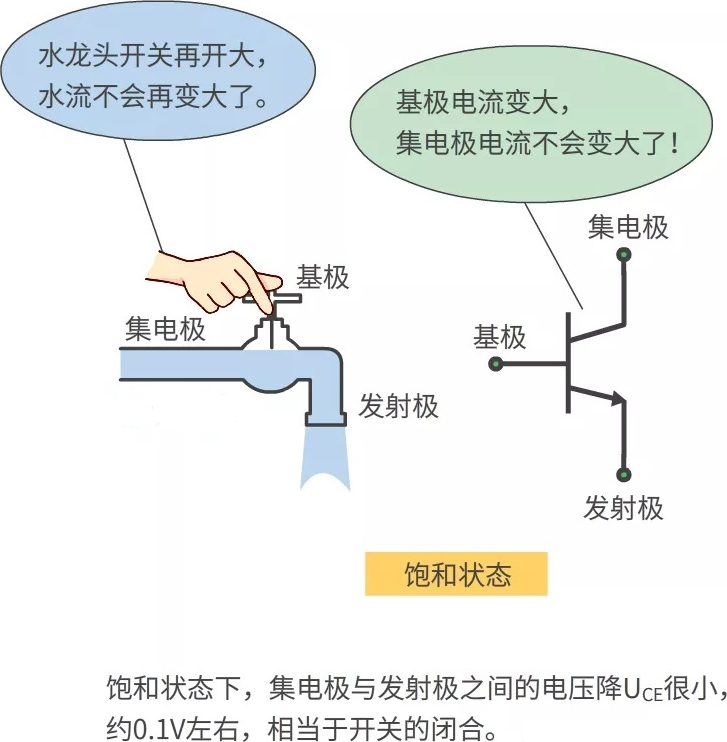 水龙头开关再开大，
水流不会再变大了。
基极电流变大，
集电极电流不会变大了！
集电极
基极
集电极
基极
发射极
发射极
饱和状态
饱和状态下，集电极与发射极之间的电压降UCE很小，
约0.1V左右，相当于开关的闭合。